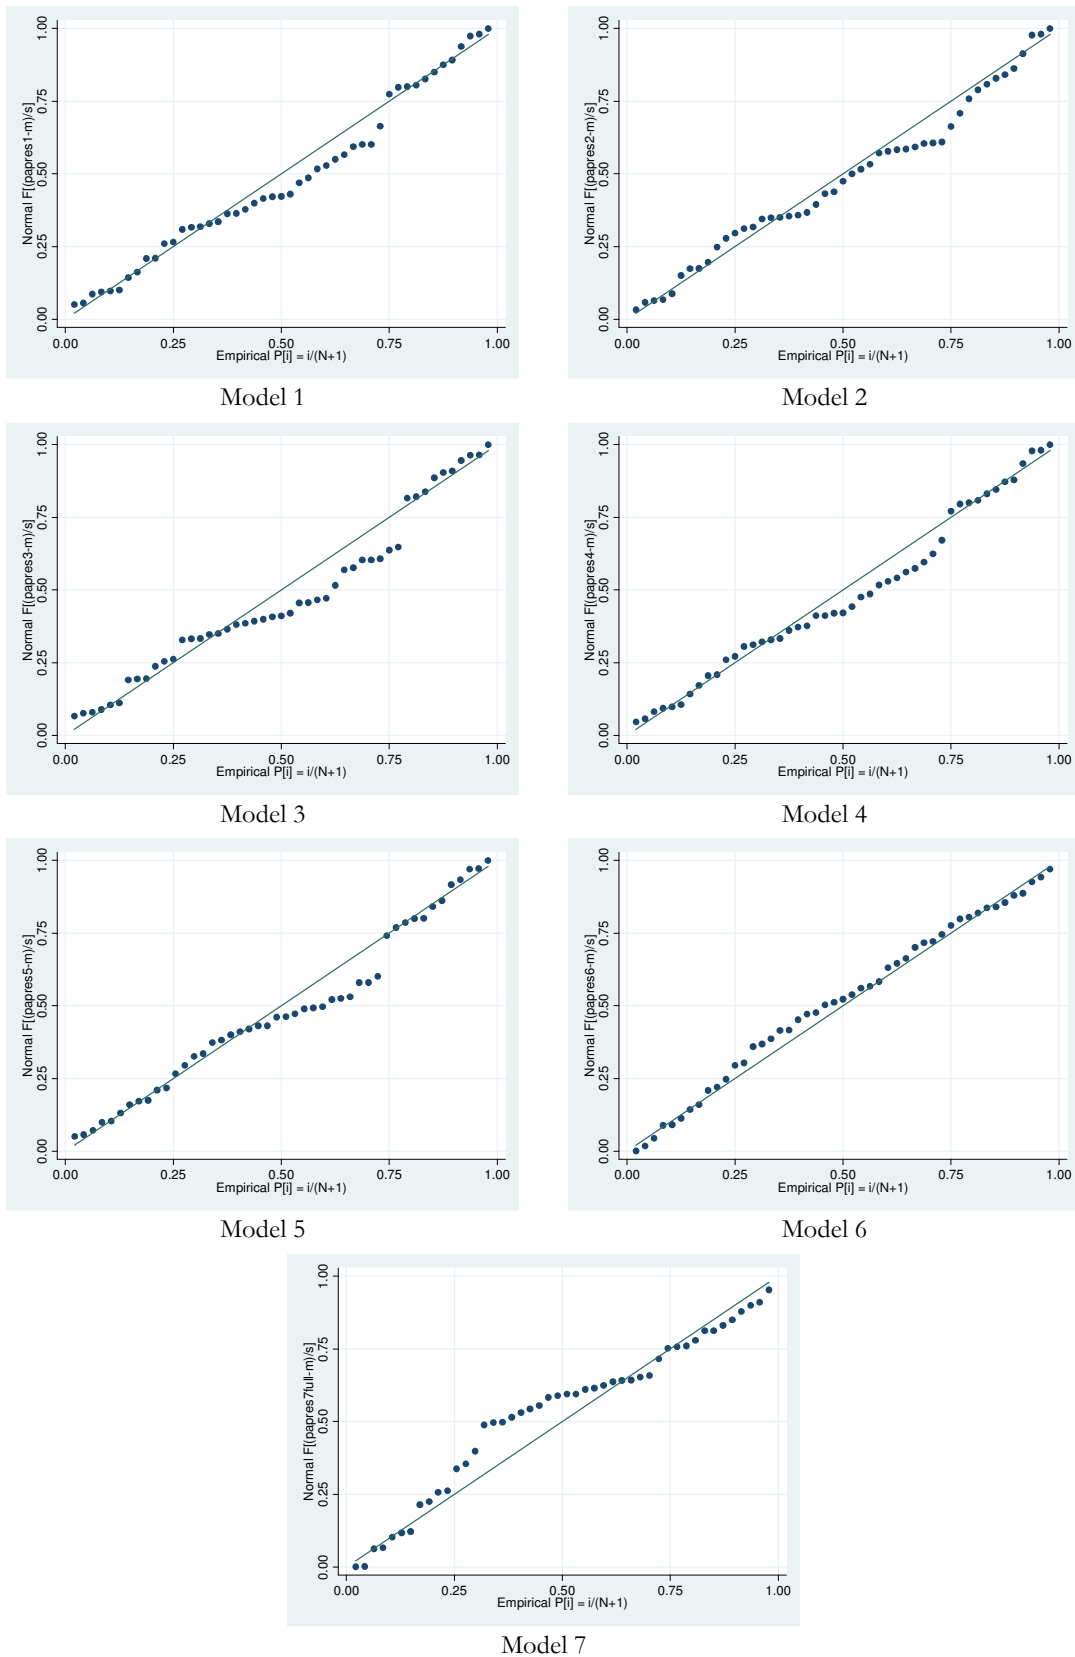 Normal F[(papres1-m)/s]
1.00
0.75
0.50
0.25
0.00
0.00 0.25 0.50 0.75 1.00
Empirical P[i] = i/(N+1)
Model 1
Normal F[(papres2-m)/s]
1.00
0.75
0.50
0.25
0.00
0.00 0.25 0.50 0.75 1.00
Empirical P[i] = i/(N+1)
Model 2
Normal F[(papres3-m)/s]
1.00
0.75
0.50
0.25
0.00
0.00 0.25 0.50 0.75 1.00
Empirical P[i] = i/(N+1)
Model 3
Normal F[(papres4-m)/s]
1.00
0.75
0.50
0.25
0.00
0.00 0.25 0.50 0.75 1.00
Empirical P[i] = i/(N+1)
Model 4
Normal F[(papres5-m)/s]
1.00
0.75
0.50
0.25
0.00
0.00 0.25 0.50 0.75 1.00
Empirical P[i] = i/(N+1)
Model 5
Normal F[(papres6-m)/s]
1.00
0.75
0.50
0.25
0.00
0.00 0.25 0.50 0.75 1.00
Empirical P[i] = i/(N+1)
Model 6
Normal F[(papres7full-m)/s]
1.00
0.75
0.50
0.25
0.00
0.00 0.25 0.50 0.75 1.00
Empirical P[i] = i/(N+1)
Model 7